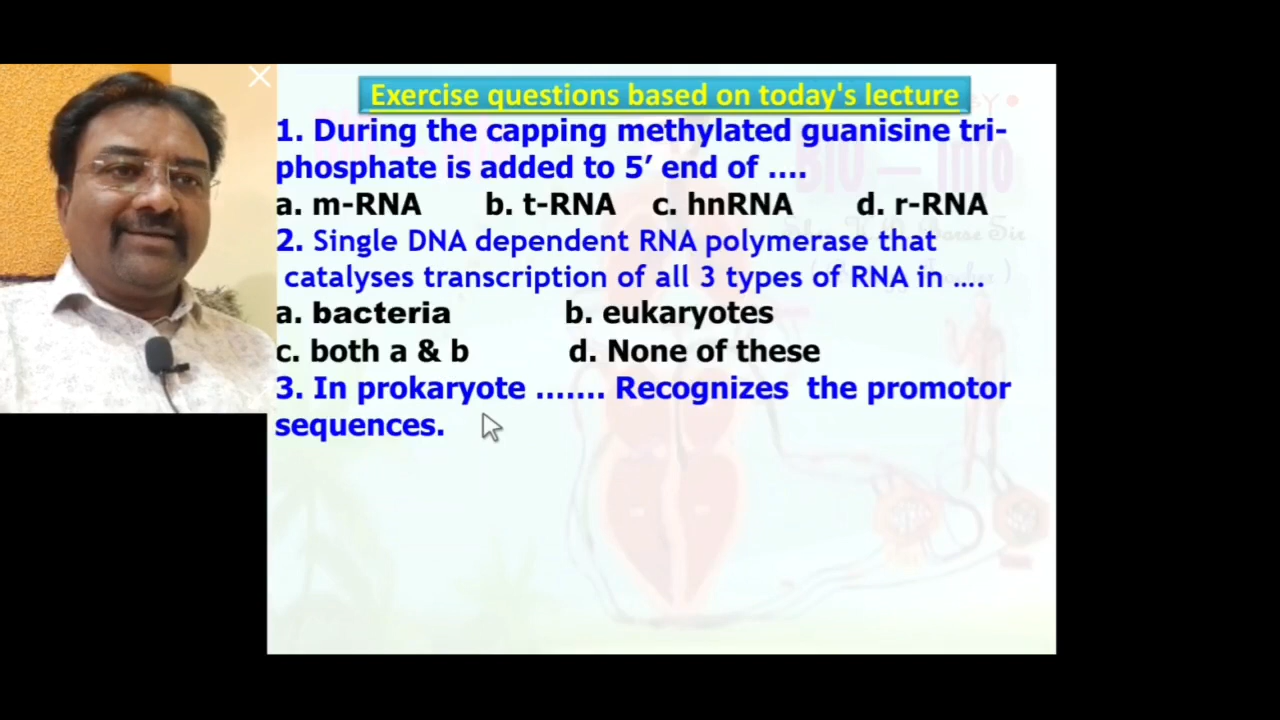 Exercise questions based on today's lecture
1. During the capping methylated guanisine tri-
phosphate is added to 5’ end of ....
a. m-RNA b. t-RNA c. hnRNA d. r-RNA
2. Single DNA dependent RNA polymerase that
catalyses transcription of all 3 types of RNA in ….
a. bacteria b. eukaryotes
c. both a & b d. None of these
3. In prokaryote ....... Recognizes the promotor
sequences.
BIO — INFO